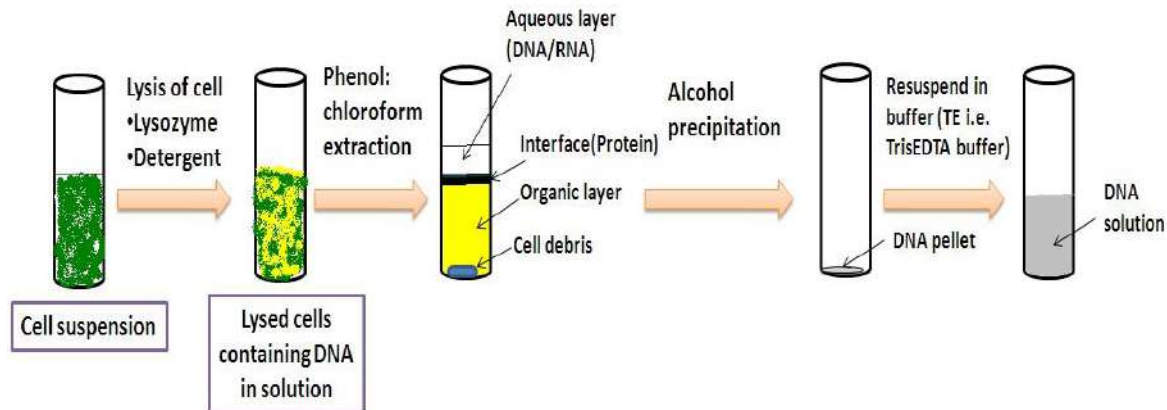 Lysis of cell
•Lysozyme
•Detergent
Phenol:
chloroform
extraction
Aqueous layer
(DNA/RNA)
Interface(Protein)
Organic layer
Cell debris
Alcohol
precipitation
Resuspend in
buffer (TE i.e.
TrisEDTA buffer)
DNA pellet
DNA
solution
Cell suspension
Lysed cells
containing DNA
in solution